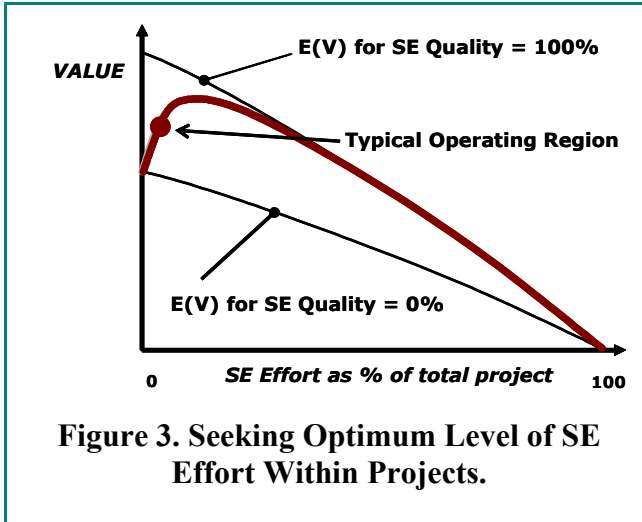 E(V) for SE Quality = 100%
VALUE
Typical Operating Region
E(V) for SE Quality = 0%
0
SE Effort as % of total project
100
Figure 3. Seeking Optimum Level of SE
Effort Within Projects.